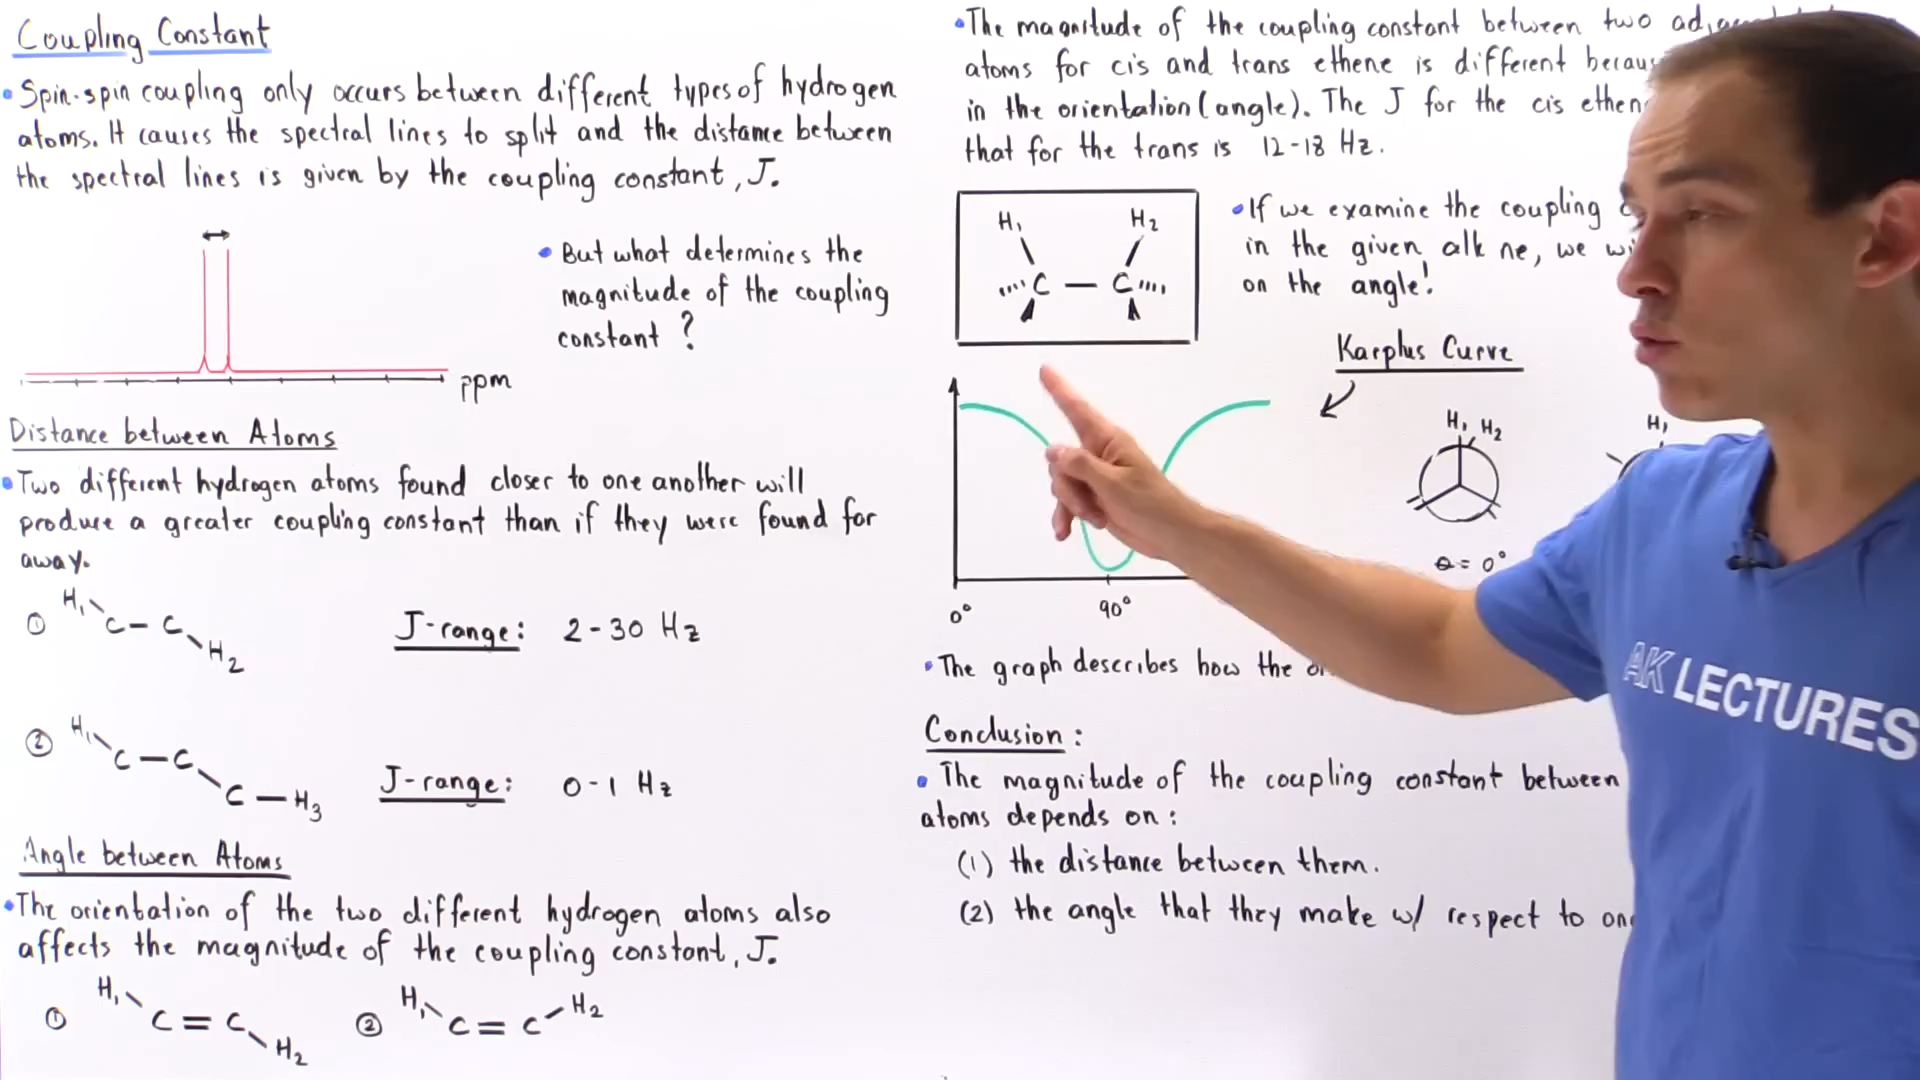 Coupling Constant
• Spin-spin coupling only occurs between different types of hydrogen
atoms. It causes the spectral lines to split and the distance between
the spectral lines is given by the coupling constant, J.
• But what determines the
magnitude of the coupling
constant?
ppm
Distance between Atoms
• Two different hydrogen atoms found closer to one another will
produce a greater coupling constant than if they were found far
away.
① H₁ C – C H₂
J-range: 2-30 Hz
② H₁ C – C C – H₃
J-range: 0-1 Hz
Angle between Atoms
• The orientation of the two different hydrogen atoms also
affects the magnitude of the coupling constant, J.
① H₁ C = C H₂
② H₁ C = C H₂
• The magnitude of the coupling constant between two
atoms for cis and trans ethene is different
in the orientation (angle). The J for the cis
that for the trans is 12-18 Hz.
H₁ H₂
C – C
• If we examine the coupling
in the given alk ne, we
on the angle!
Karplus Curve
H₁ H₂
H₁
θ = 0°
0° 90°
• The graph describes how the
Conclusion:
• The magnitude of the coupling constant between
atoms depends on:
(1) the distance between them.
(2) the angle that they make w/ respect to
AK LECTURES